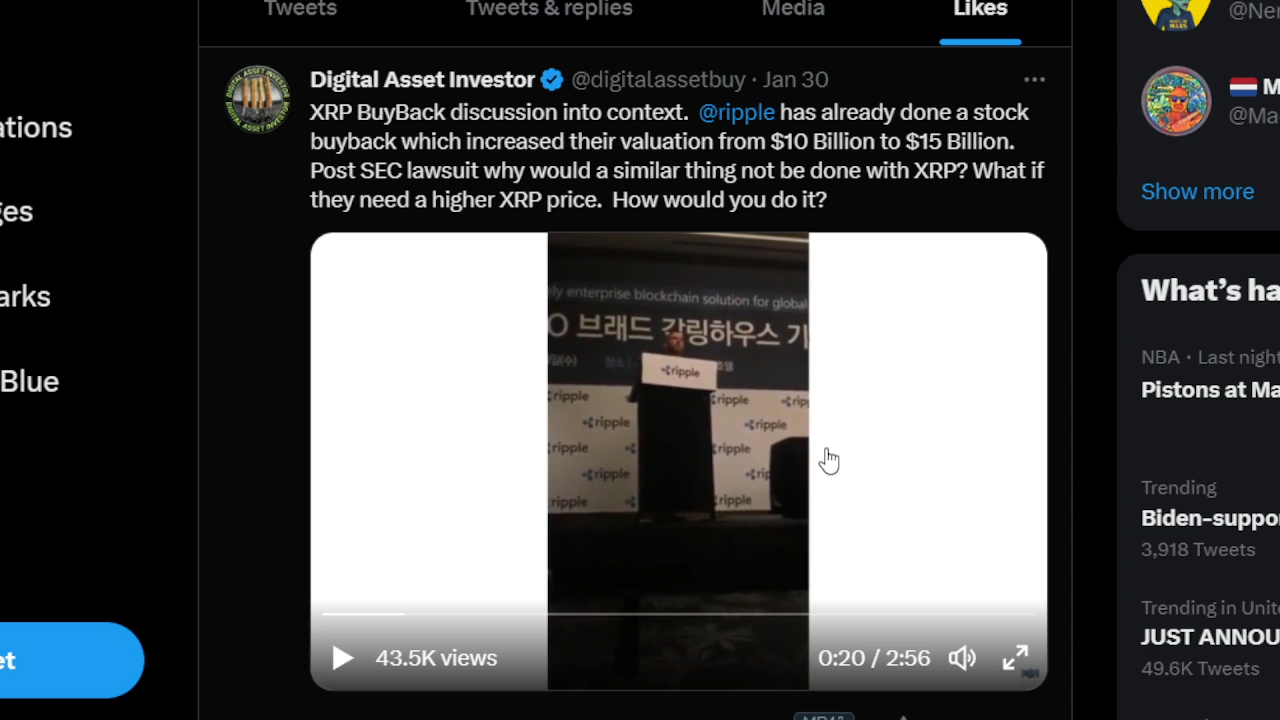 Tweets
Tweets & replies
Media
Likes
Digital Asset Investor @digitalassetbuy · Jan 30
XRP BuyBack discussion into context. @ripple has already done a stock
buyback which increased their valuation from $10 Billion to $15 Billion.
Post SEC lawsuit why would a similar thing not be done with XRP? What if
they need a higher XRP price. How would you do it?
ly enterprise blockchain solution for global
O 브래드 갈링하우스 기
ripple
ripple
ripple
ripple
ripple
ripple
ripple
ripple
ripple
ripple
ripple
43.5K views
0:20 / 2:56
ations
ges
arks
Blue
et
@Ner
M
@Ma
Show more
What's ha
NBA · Last night
Pistons at Ma
Trending
Biden-suppo
3,918 Tweets
Trending in Unite
JUST ANNOU
49.6K Tweets